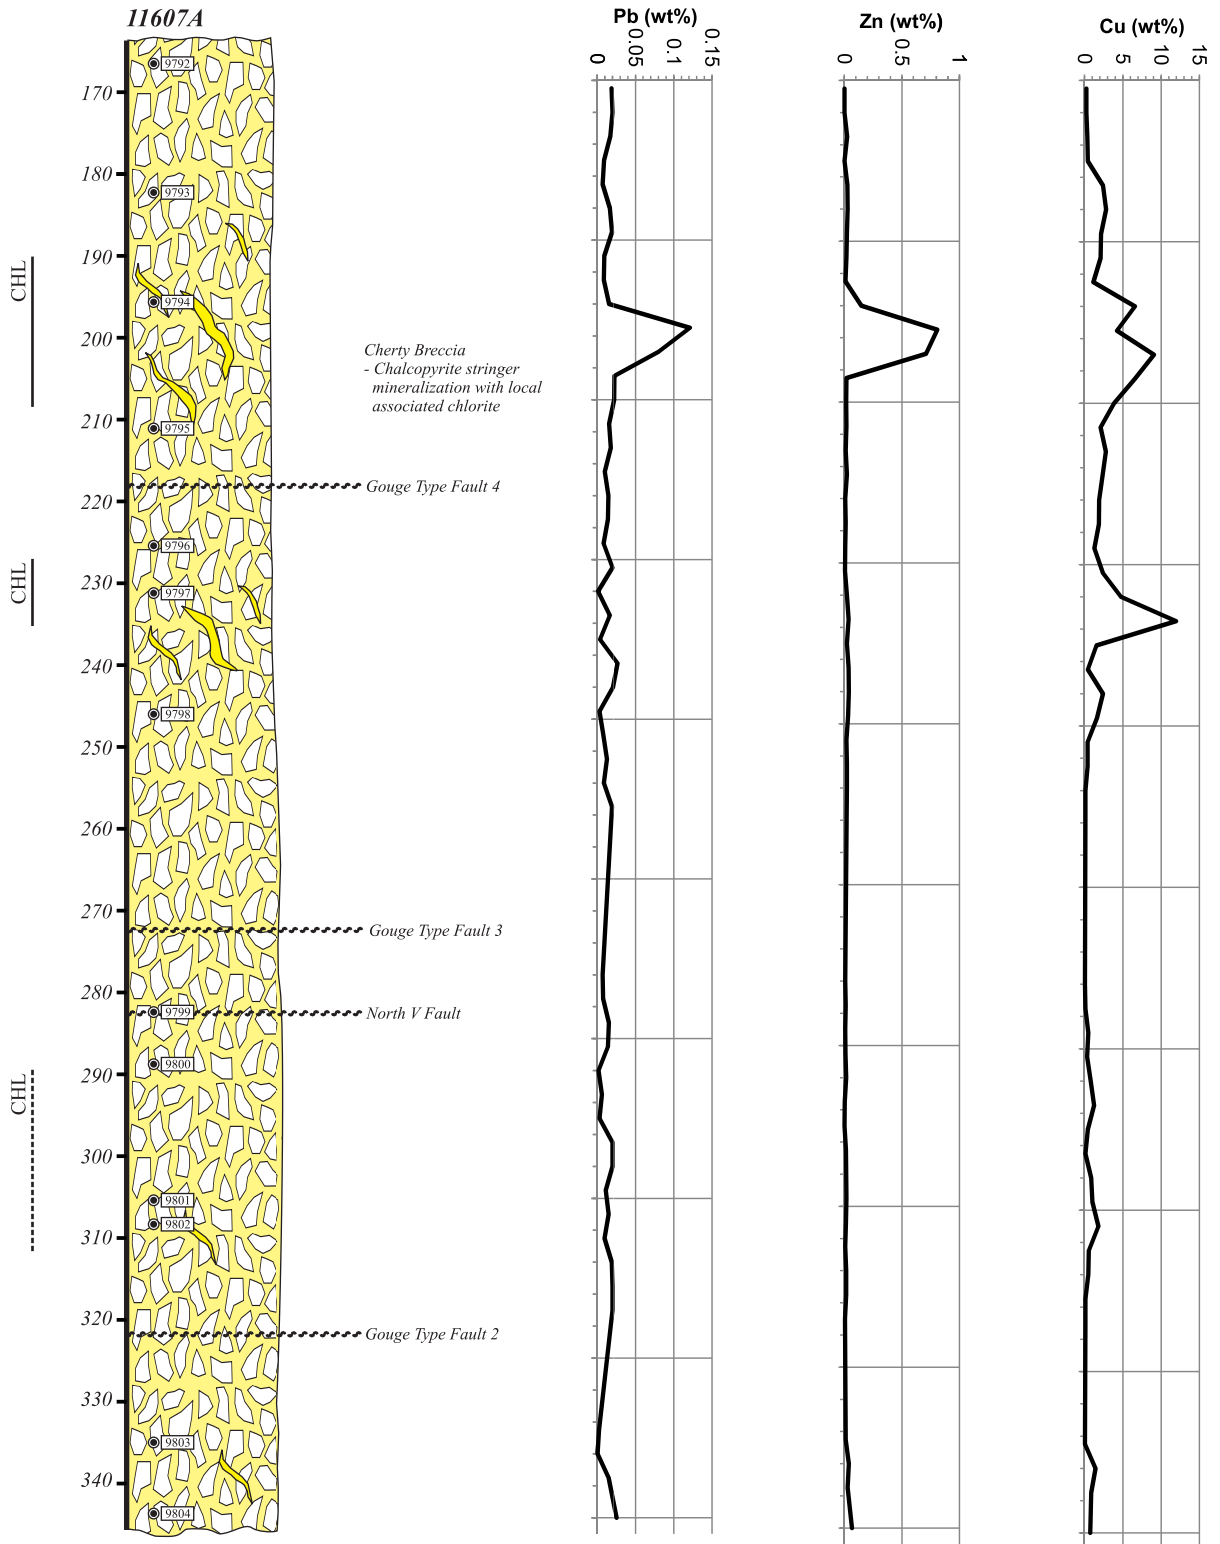 11607A
Pb (wt%)
Zn (wt%)
Cu (wt%)
0
0.05
0.1
0.15
0
0.5
1
0
5
10
15
9792
170
180
9793
190
CHL
9794
200
Cherty Breccia
- Chalcopyrite stringer
mineralization with local
associated chlorite
210
9795
Gouge Type Fault 4
220
9796
CHL
230
9797
240
9798
250
260
270
Gouge Type Fault 3
280
9799
North V Fault
9800
290
CHL
300
9801
9802
310
320
Gouge Type Fault 2
330
9803
340
9804